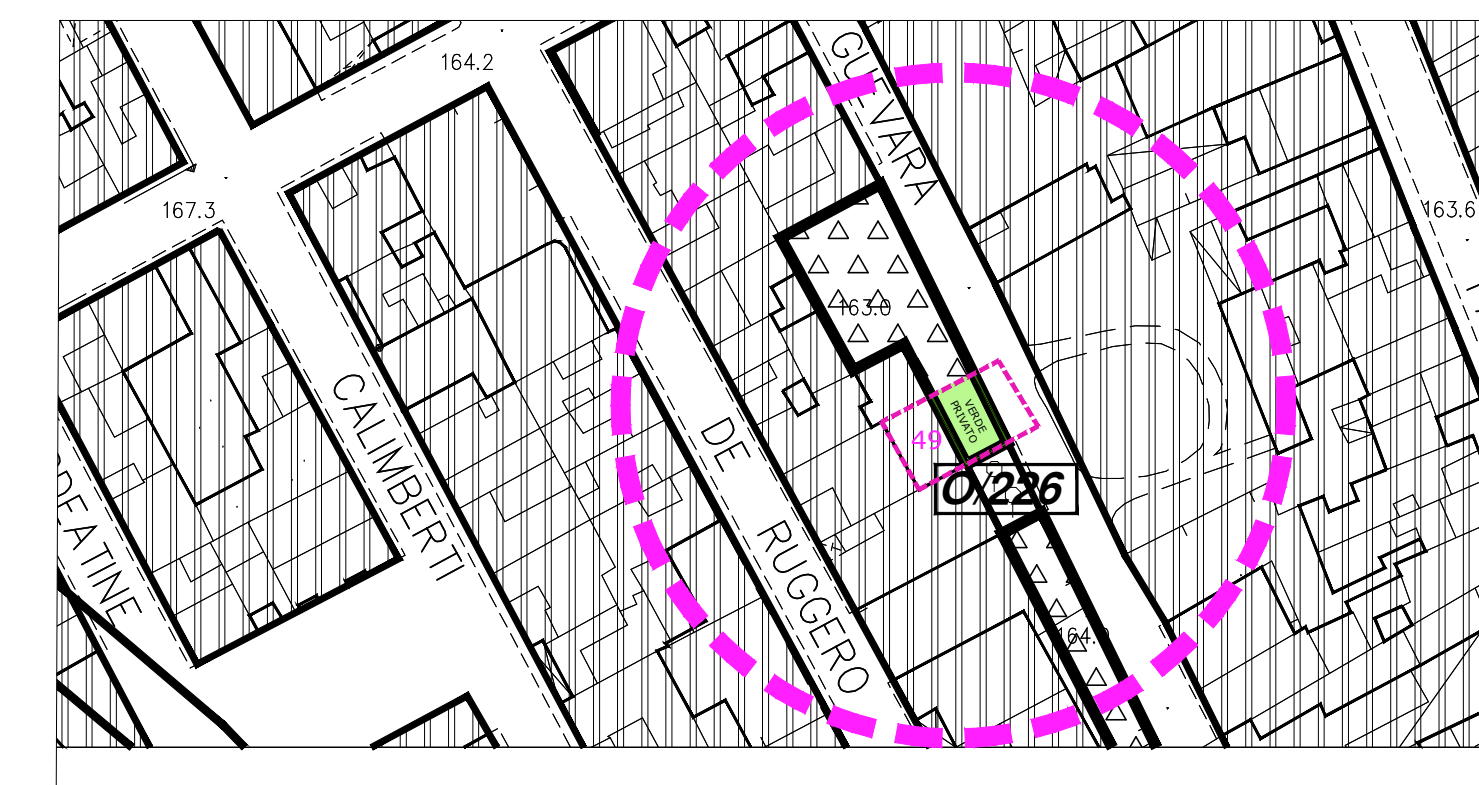 GUEVARA
164.2
167.3
163.6
163.0
CALIMBERTI
VERDE
PRIVATO
49
DE RUGGERO
O/226
164.0